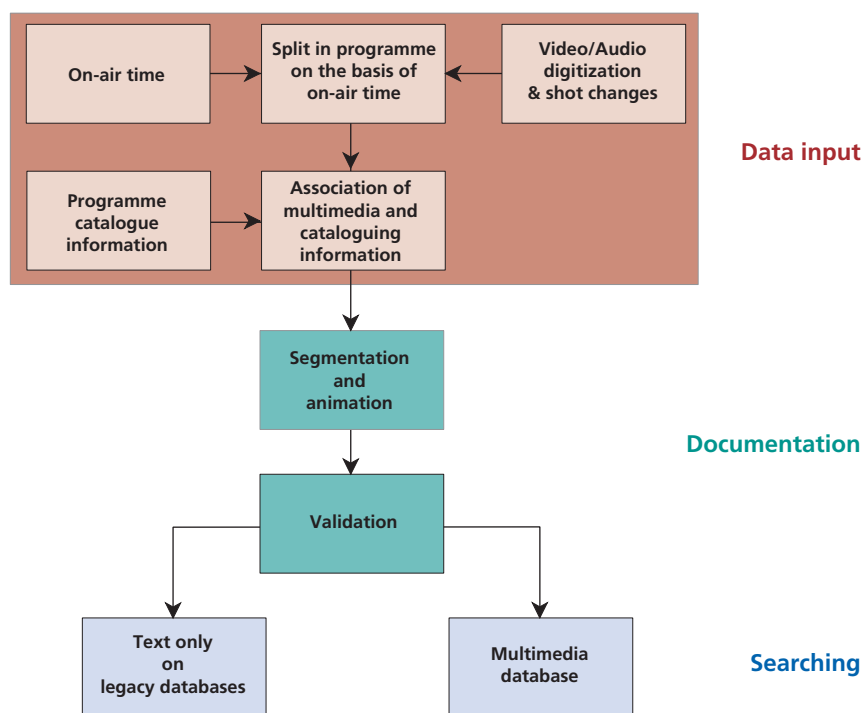 On-air time
Split in programme
on the basis of
on-air time
Video/Audio
digitization
& shot changes
Data input
Programme
catalogue
information
Association of
multimedia and
cataloguing
information
Segmentation
and
animation
Documentation
Validation
Text only
on
legacy databases
Multimedia
database
Searching